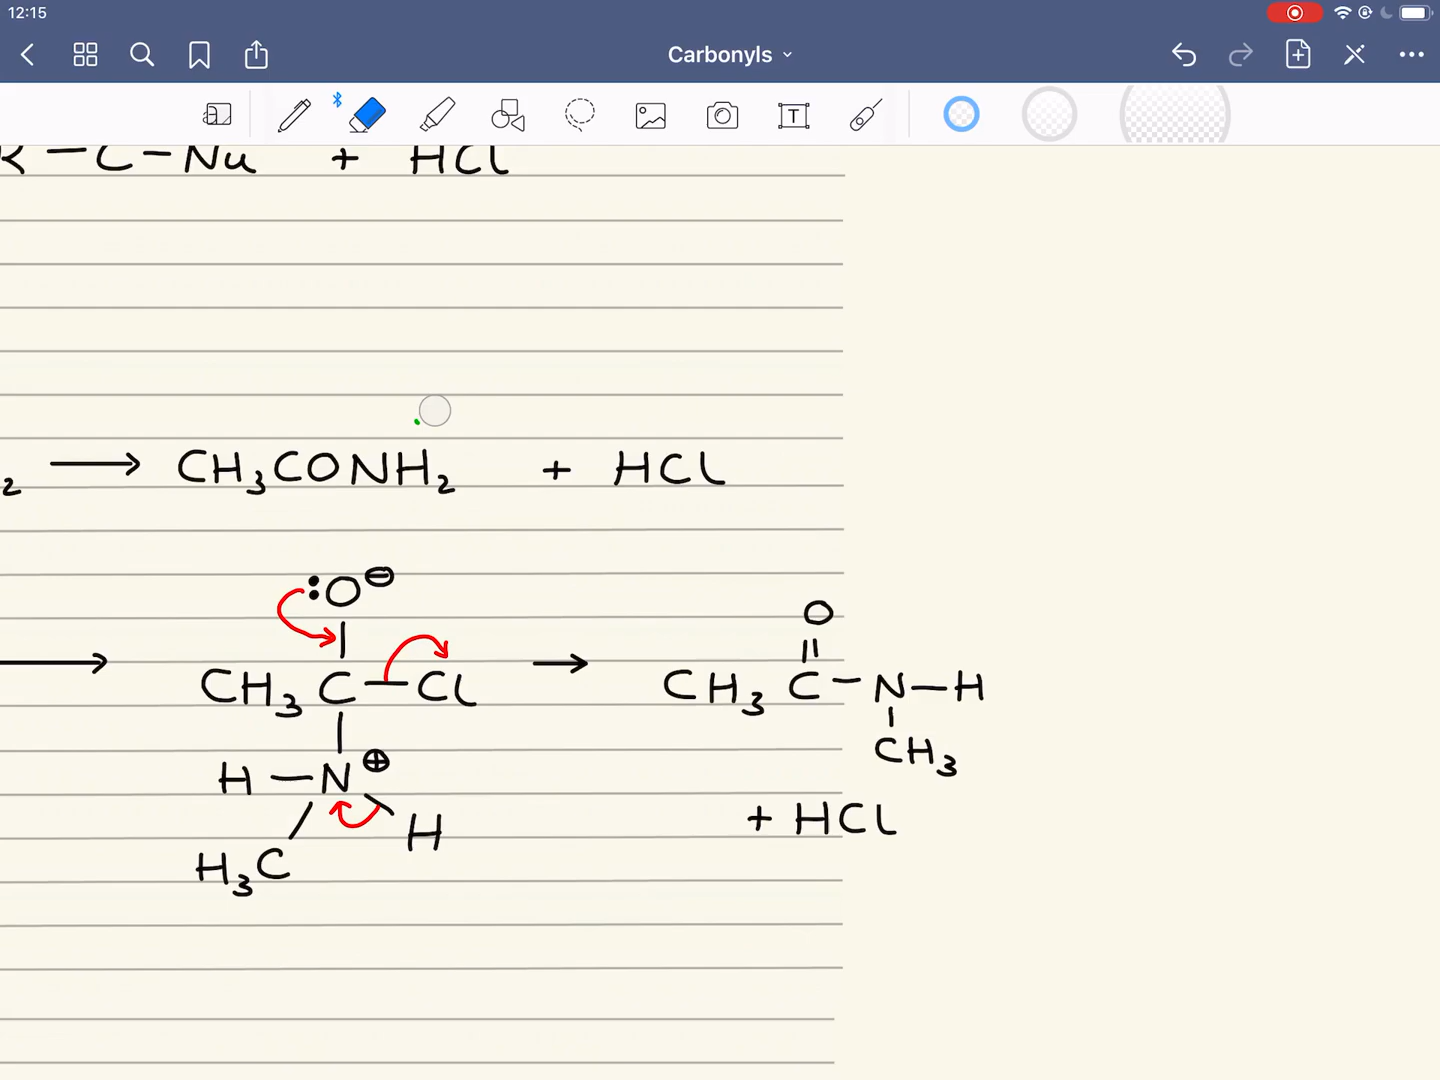 12:15
Carbonyls
R — C — Nu + HCl
2 ⟶ CH₃CONH₂ + HCl
:O⊖
O
CH₃ C — Cl ⟶ CH₃ C — N — H
H — N⊕
CH₃
H
+ HCl
H₃C